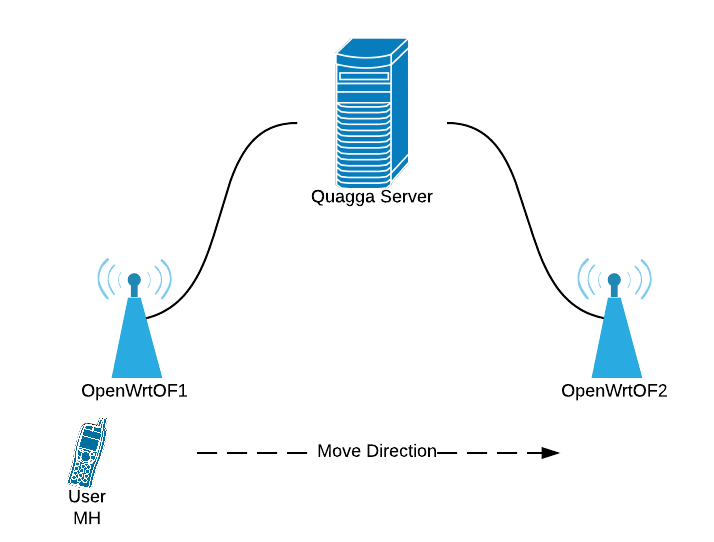 Quagga Server
OpenWrtOF1
OpenWrtOF2
Move Direction
User
MH